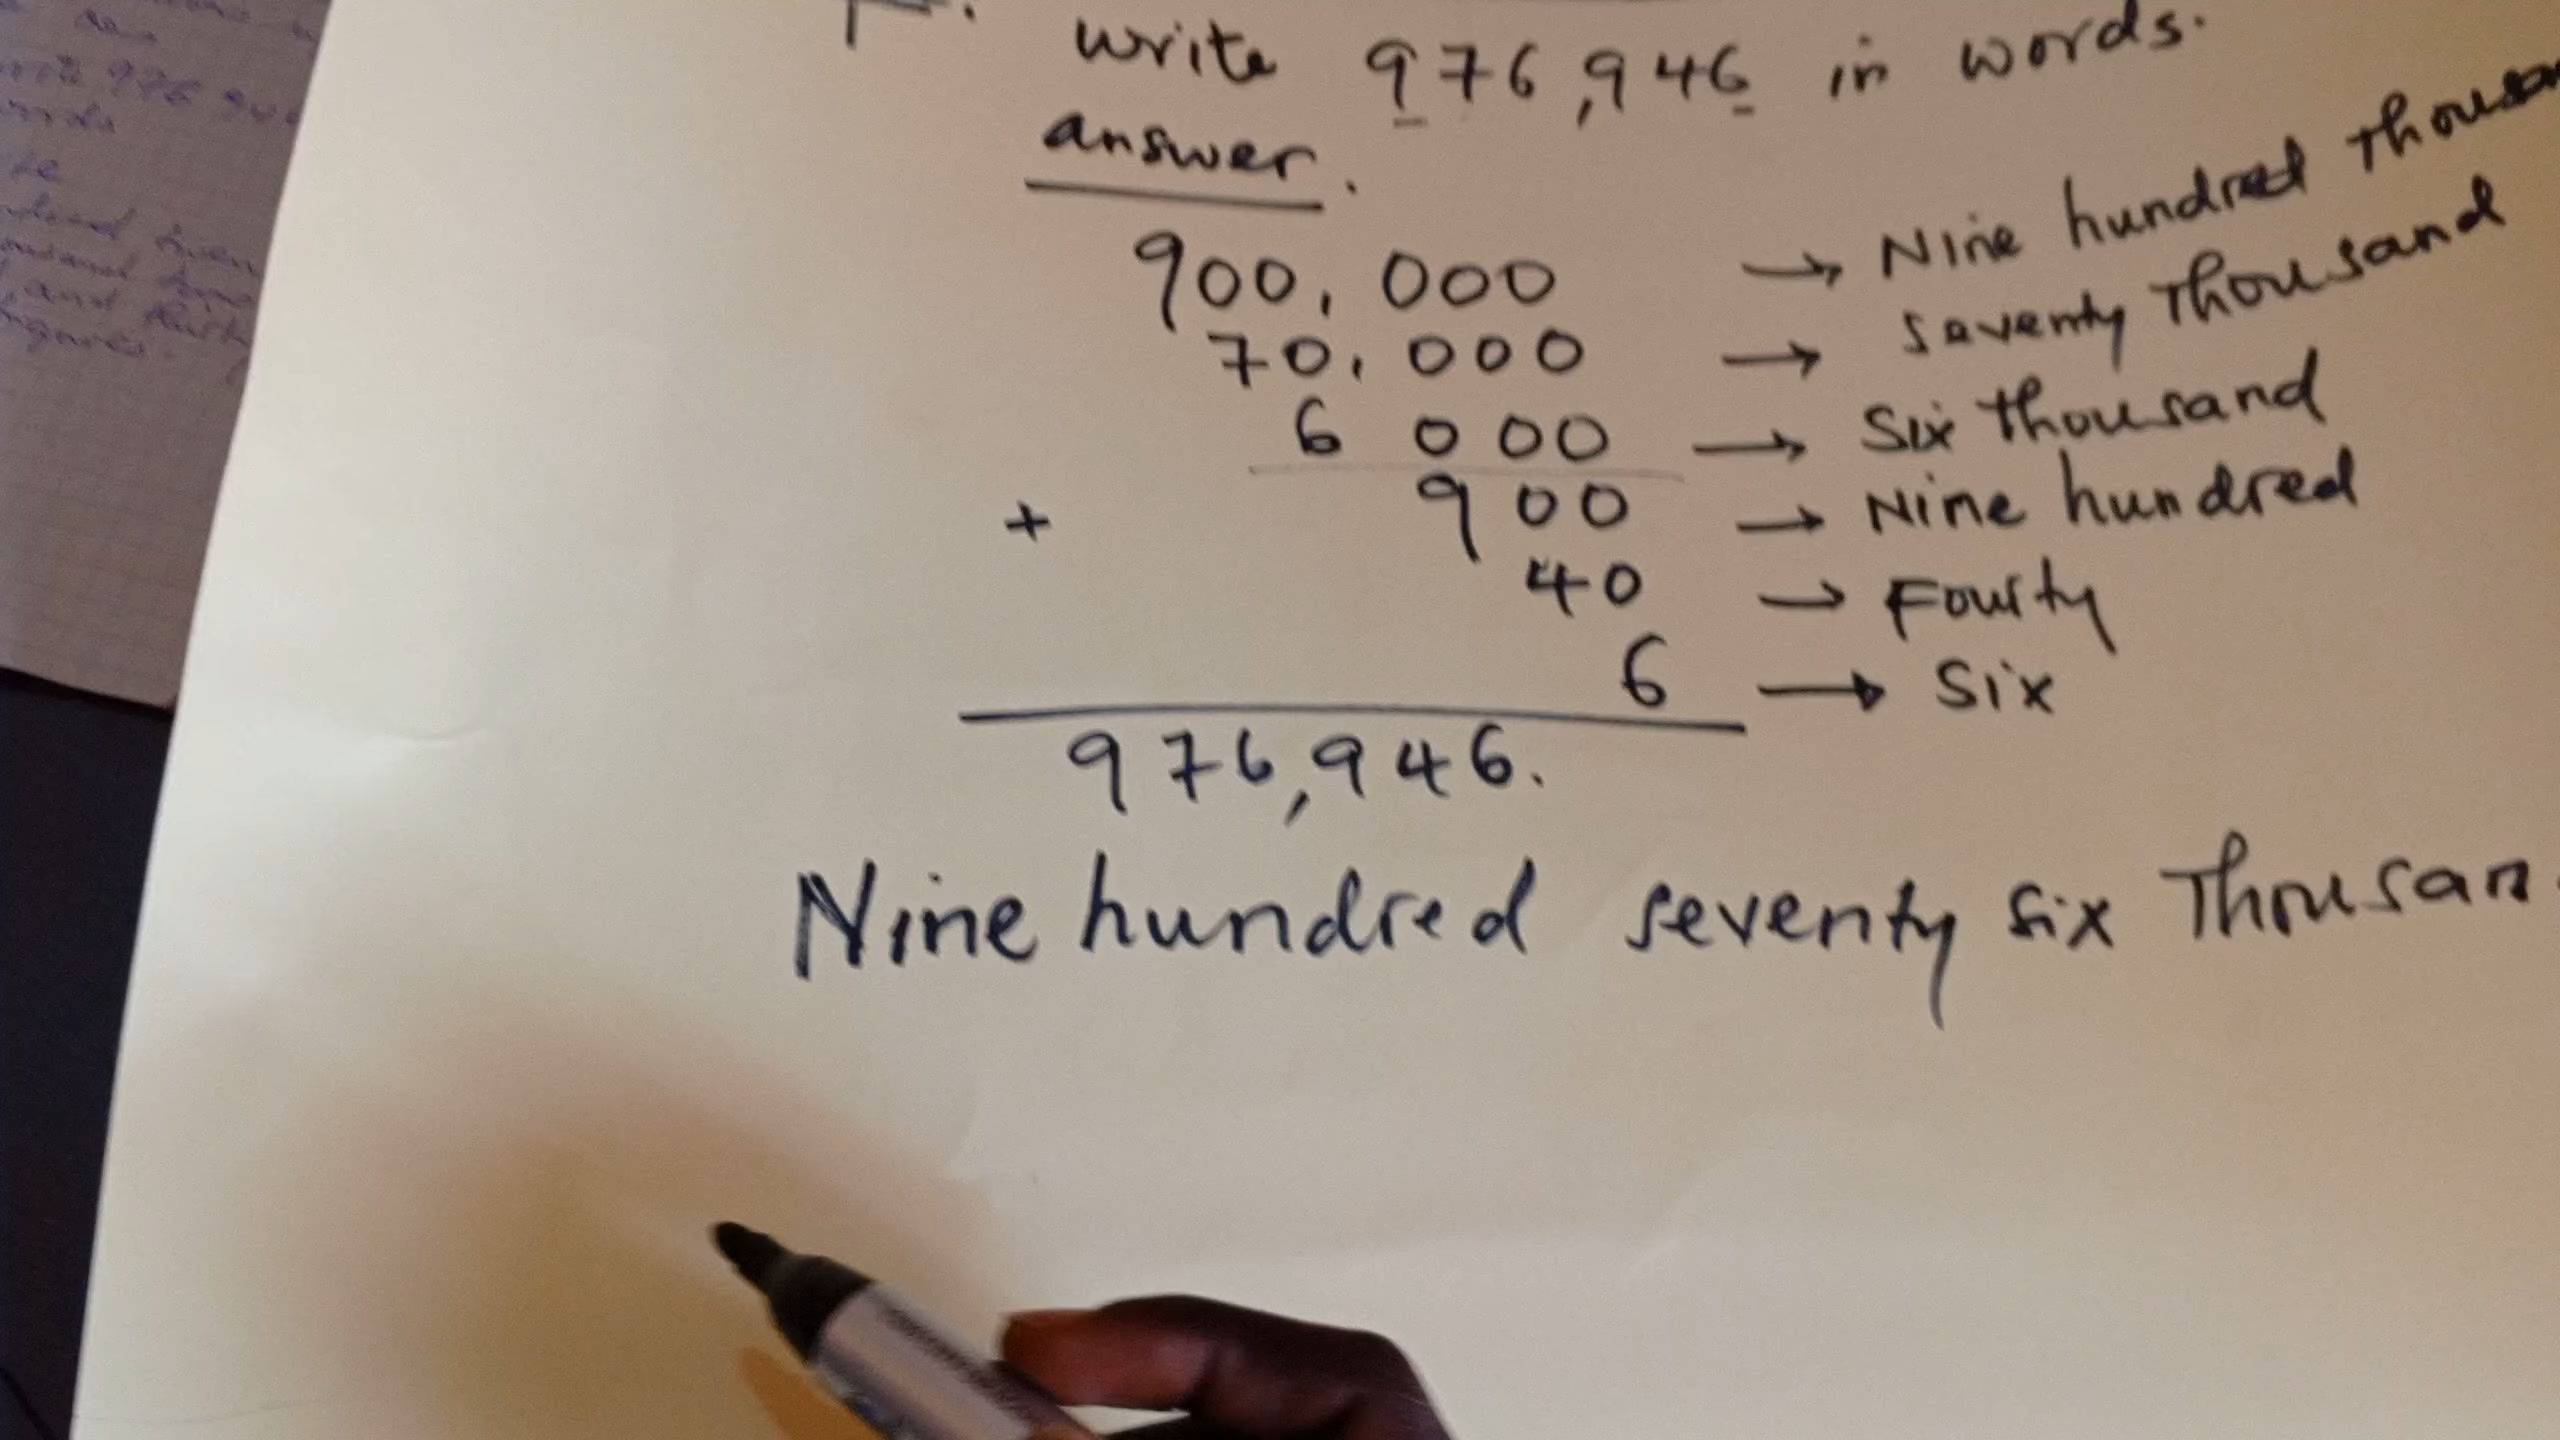 write 976,946 in words.
answer.
900,000 → Nine hundred Thousan
70,000 → Seventy Thousand
6 000 → Six thousand
+ 900 → Nine hundred
40 → Fourty
6 → Six
976,946.
Nine hundred seventy six Thousan